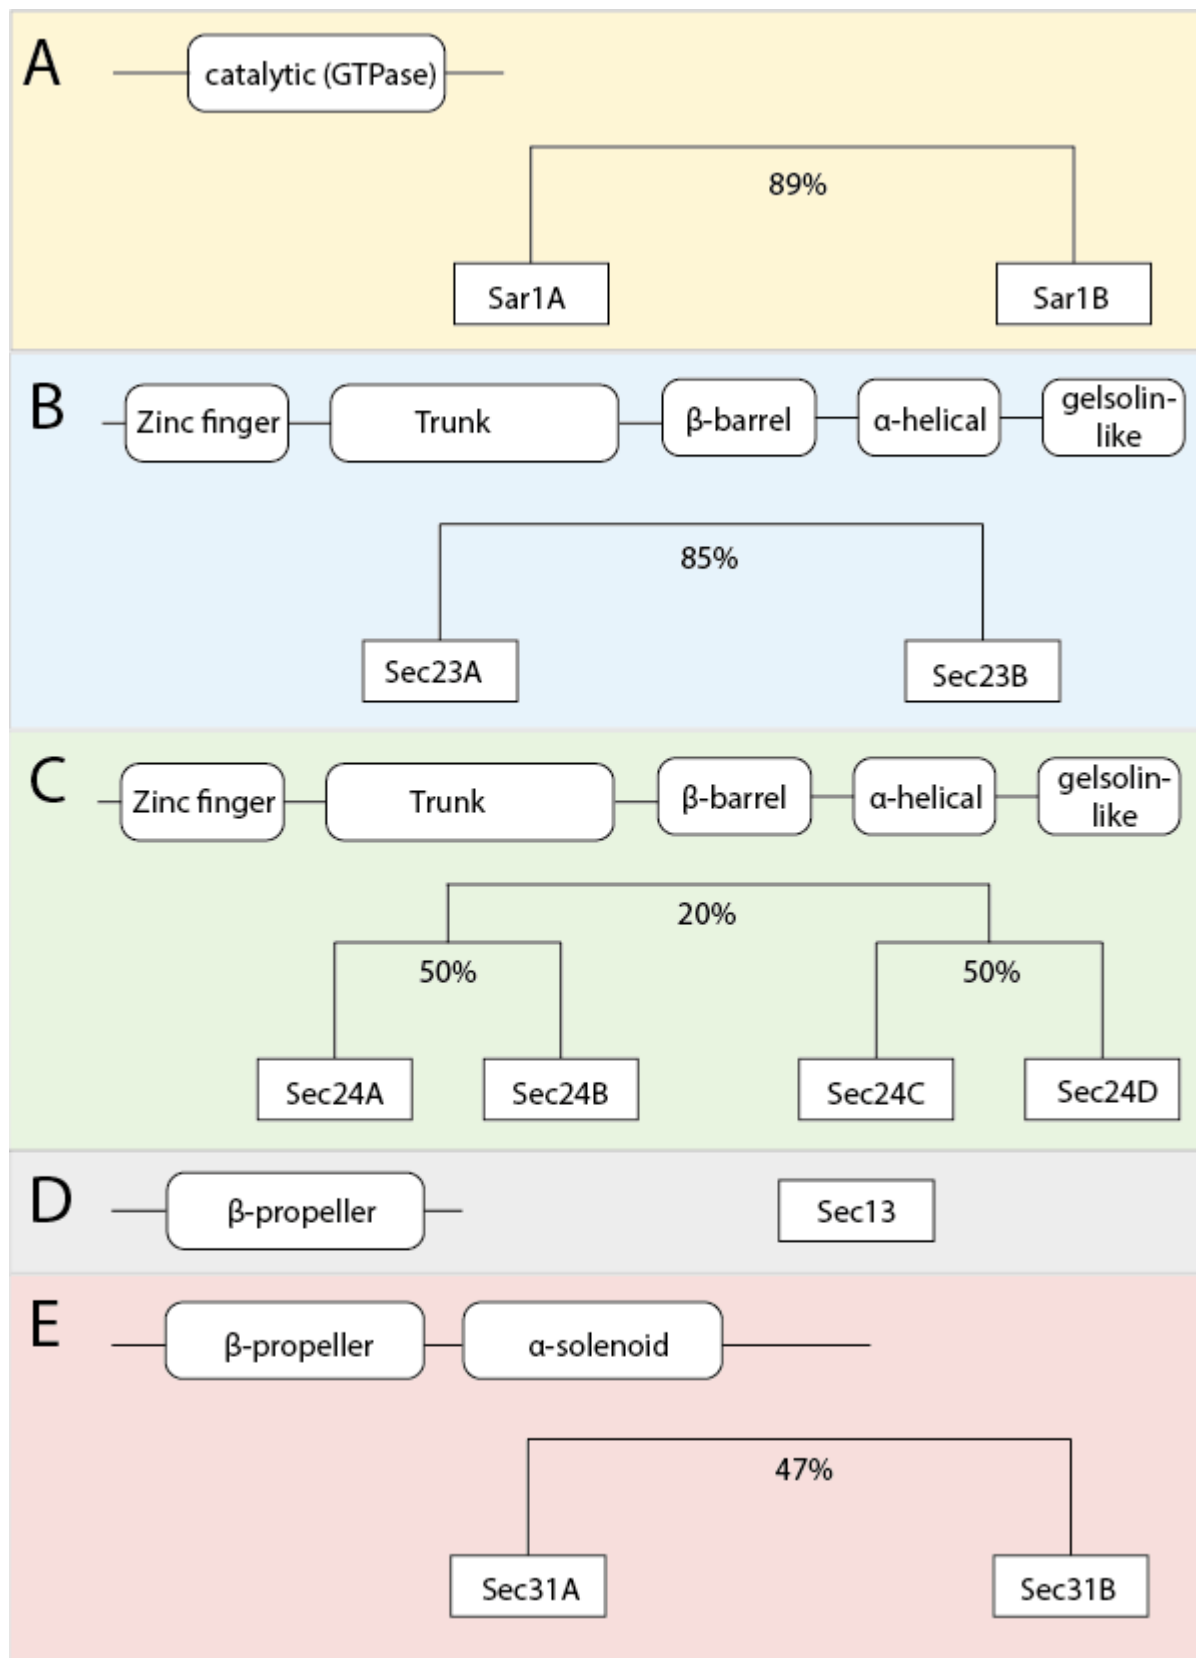 A
catalytic (GTPase)
89%
Sar1A
Sar1B
B
Zinc finger
Trunk
β-barrel
α-helical
gelsolin-
like
85%
Sec23A
Sec23B
C
Zinc finger
Trunk
β-barrel
α-helical
gelsolin-
like
20%
50%
50%
Sec24A
Sec24B
Sec24C
Sec24D
D
β-propeller
Sec13
E
β-propeller
α-solenoid
47%
Sec31A
Sec31B